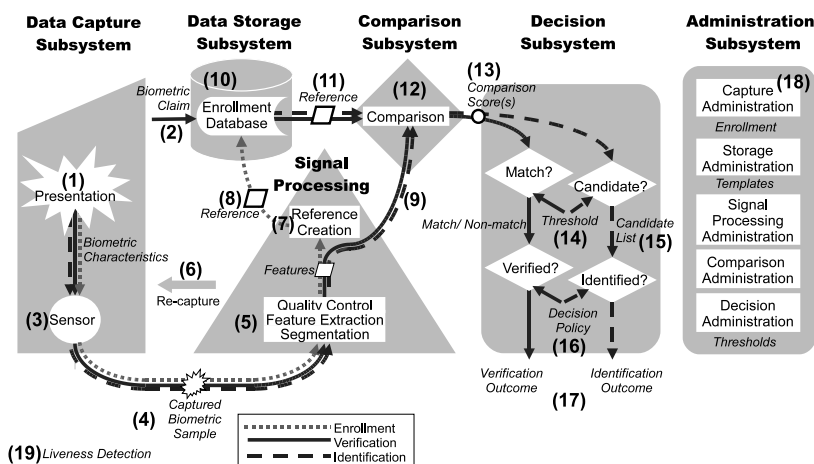 Data Capture Subsystem
Data Storage Subsystem
Comparison Subsystem
Decision Subsystem
Administration Subsystem
(1)
Presentation
Biometric Characteristics
(3) Sensor
Biometric Claim
(2)
(10)
Enrollment Database
(11)
Reference
(12)
Comparison
(13)
Comparison Score(s)
Signal Processing
(8)
Reference
(7)
Reference Creation
(9)
Features
(6)
Re-capture
(5)
Quality Control
Feature Extraction
Segmentation
(4)
Captured Biometric Sample
Match?
Candidate?
Match/ Non-match
Threshold
(14)
Candidate List
(15)
Verified?
Identified?
Decision Policy
(16)
Verification Outcome
Identification Outcome
(17)
(18)
Capture Administration
Enrollment
Storage Administration
Templates
Signal Processing Administration
Comparison Administration
Decision Administration
Thresholds
(19) Liveness Detection
Enrollment
Verification
Identification